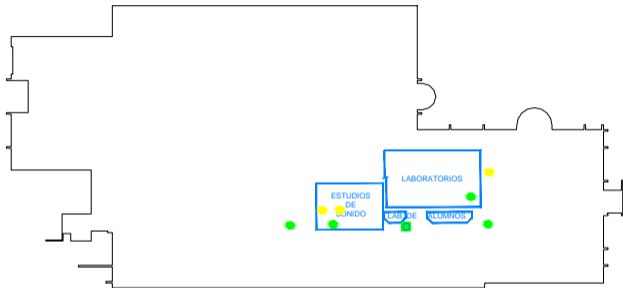 LABORATORIOS
ESTUDIOS
DE
SONIDO
LAB. DE ALUMNOS